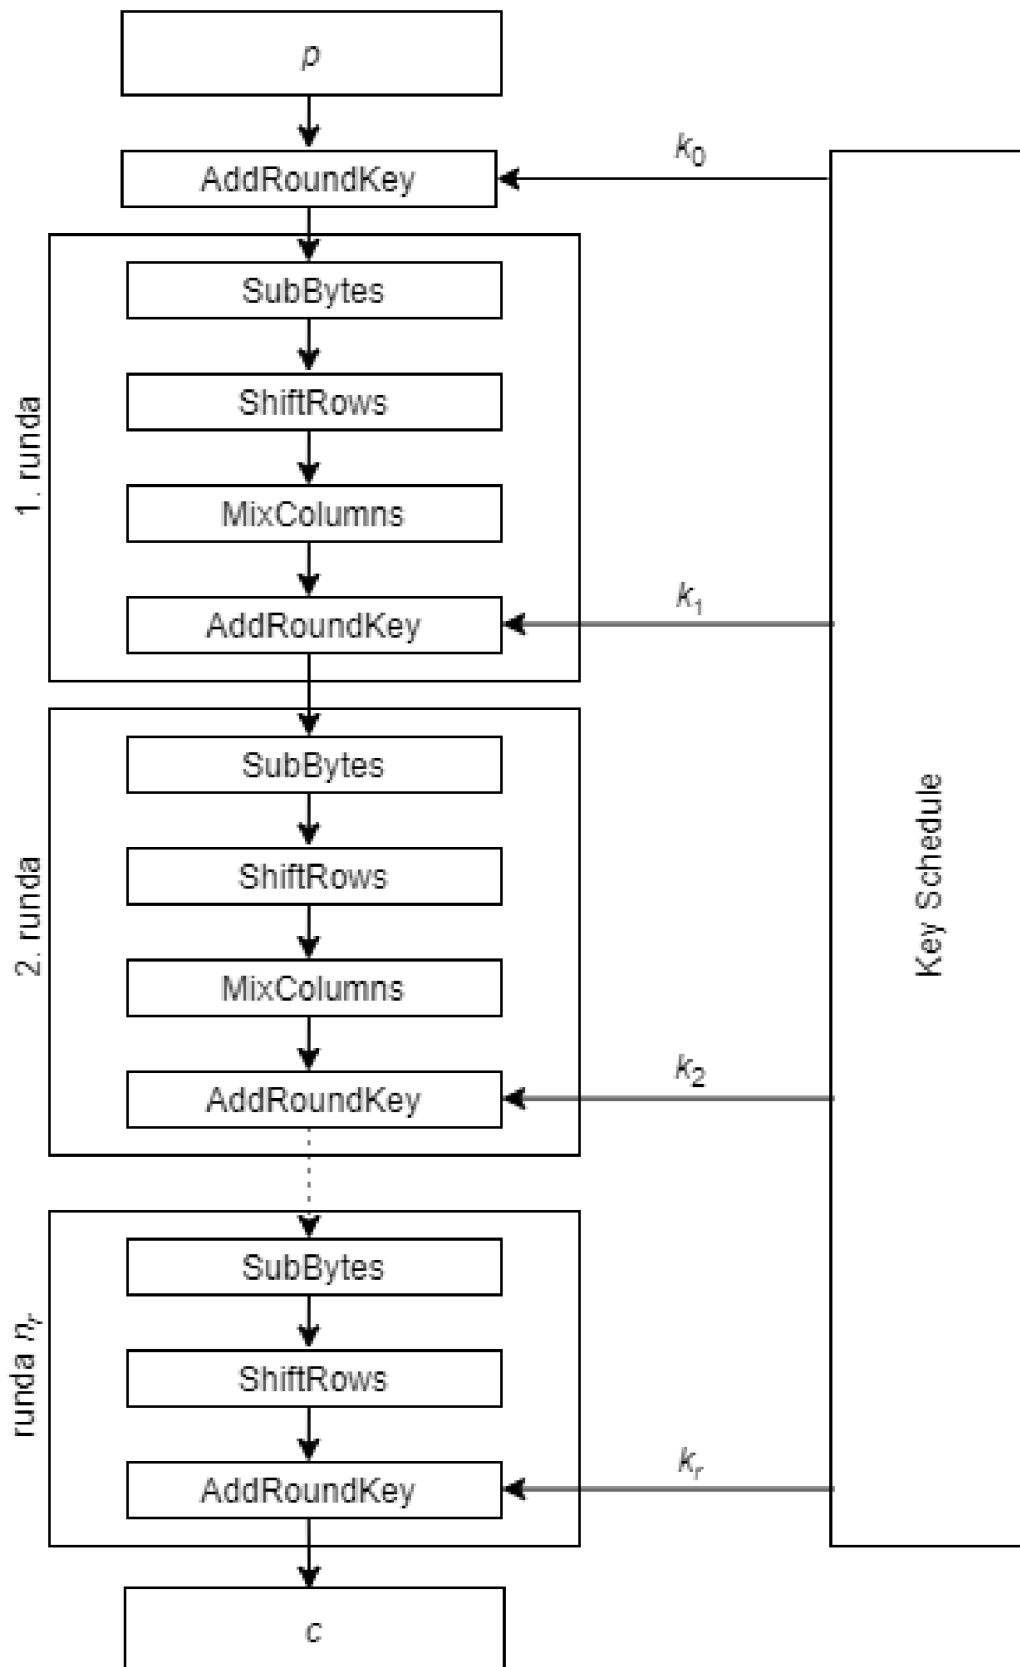 p
AddRoundKey
k0
1. runda
SubBytes
ShiftRows
MixColumns
AddRoundKey
k1
2. runda
SubBytes
ShiftRows
MixColumns
AddRoundKey
k2
Key Schedule
runda nr
SubBytes
ShiftRows
AddRoundKey
kr
c